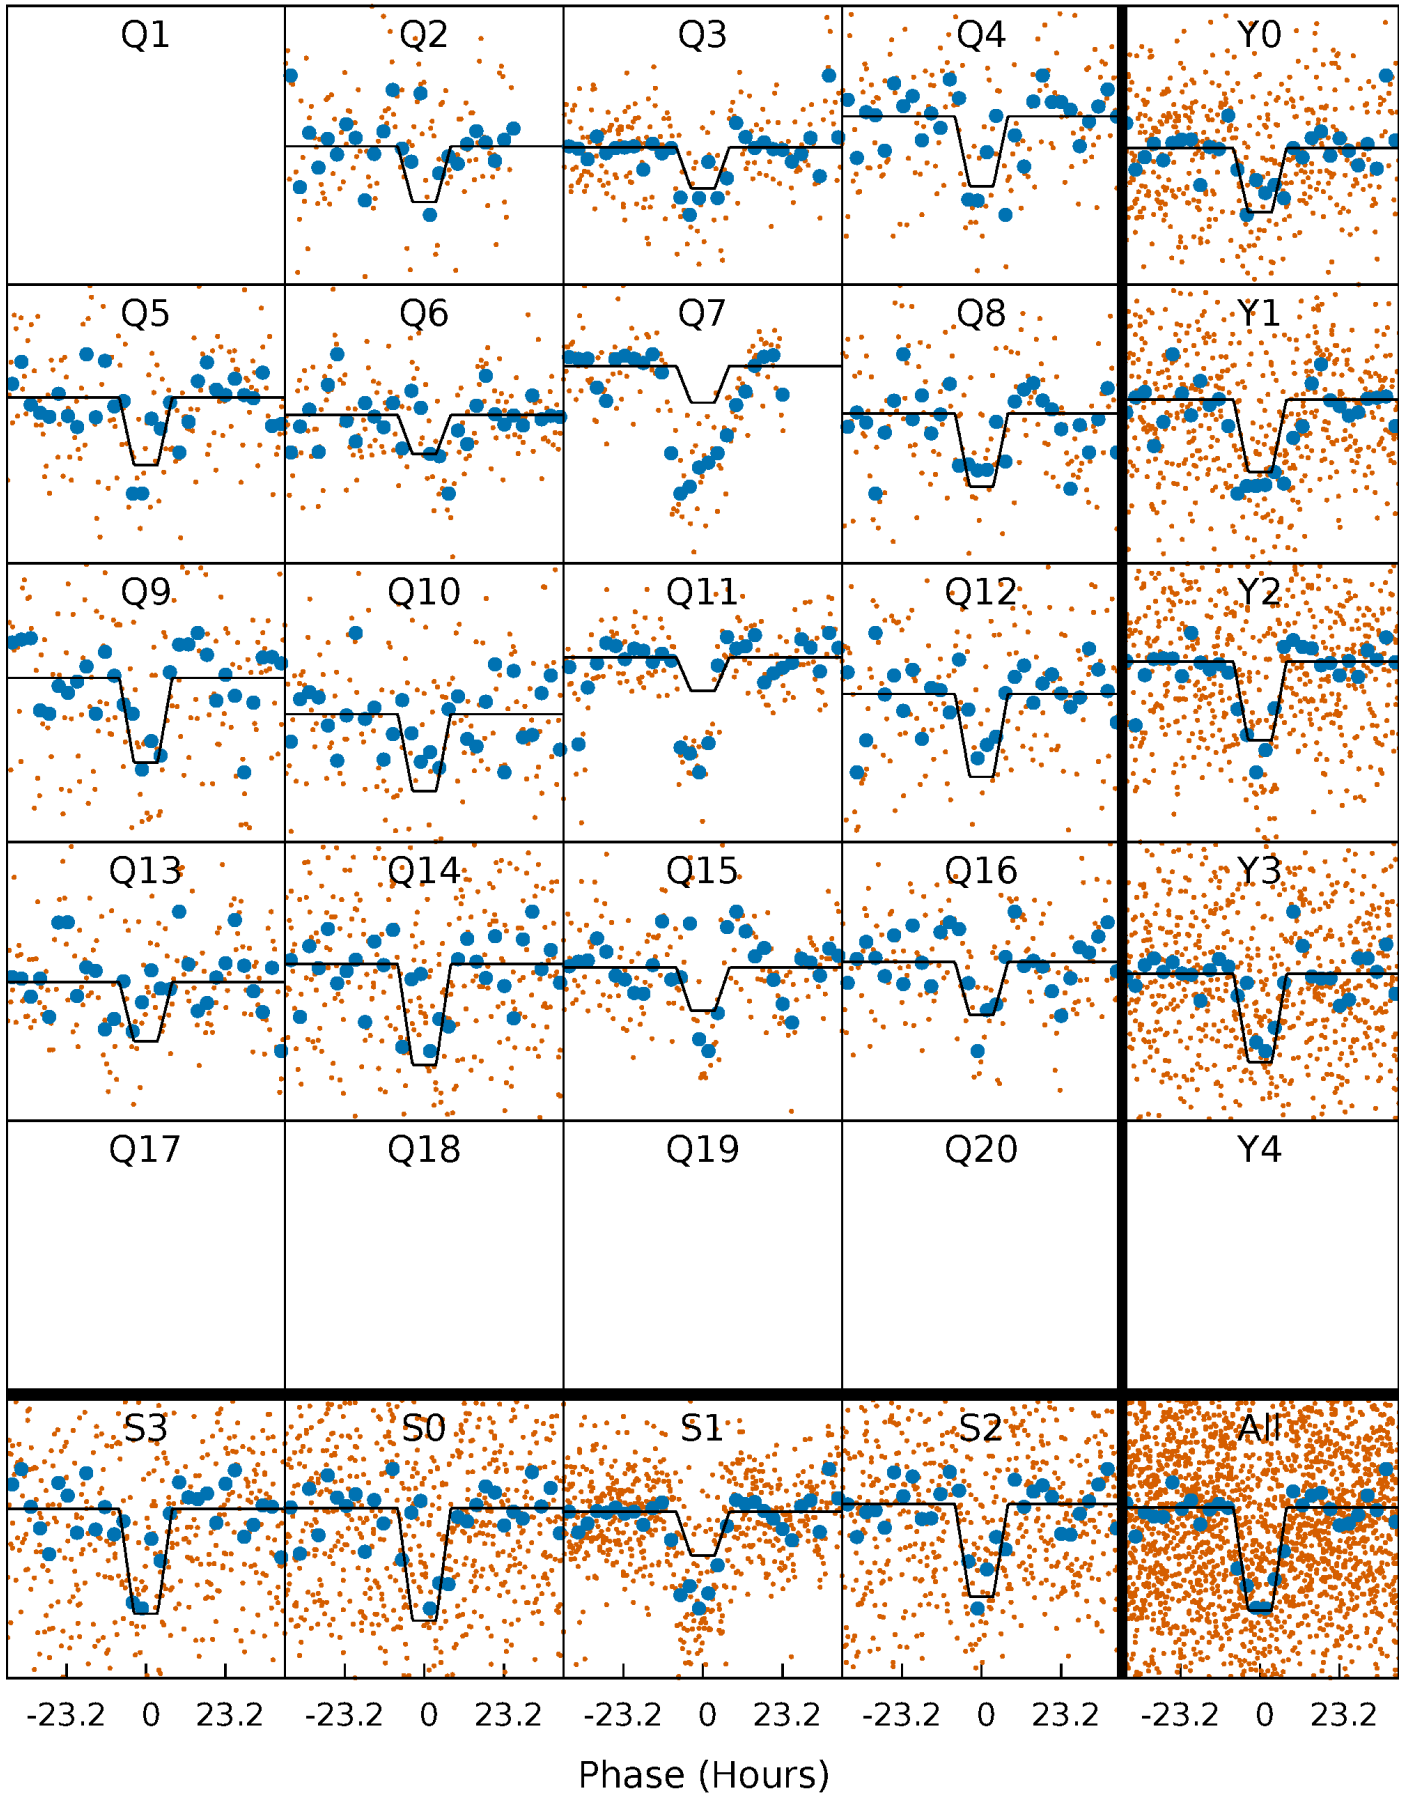 Q1 Q2 Q3 Q4 Y0
Q5 Q6 Q7 Q8 Y1
Q9 Q10 Q11 Q12 Y2
Q13 Q14 Q15 Q16 Y3
Q17 Q18 Q19 Q20 Y4
S3 S0 S1 S2 All
-23.2 0 23.2 -23.2 0 23.2 -23.2 0 23.2 -23.2 0 23.2 -23.2 0 23.2
Phase (Hours)